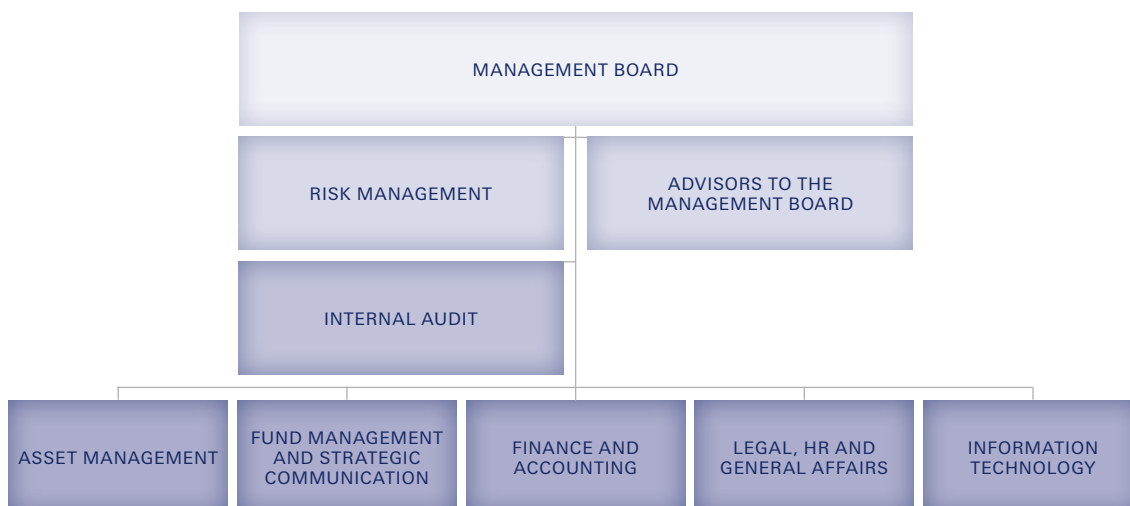 MANAGEMENT BOARD
RISK MANAGEMENT
ADVISORS TO THE
MANAGEMENT BOARD
INTERNAL AUDIT
ASSET MANAGEMENT
FUND MANAGEMENT
AND STRATEGIC
COMMUNICATION
FINANCE AND
ACCOUNTING
LEGAL, HR AND
GENERAL AFFAIRS
INFORMATION
TECHNOLOGY